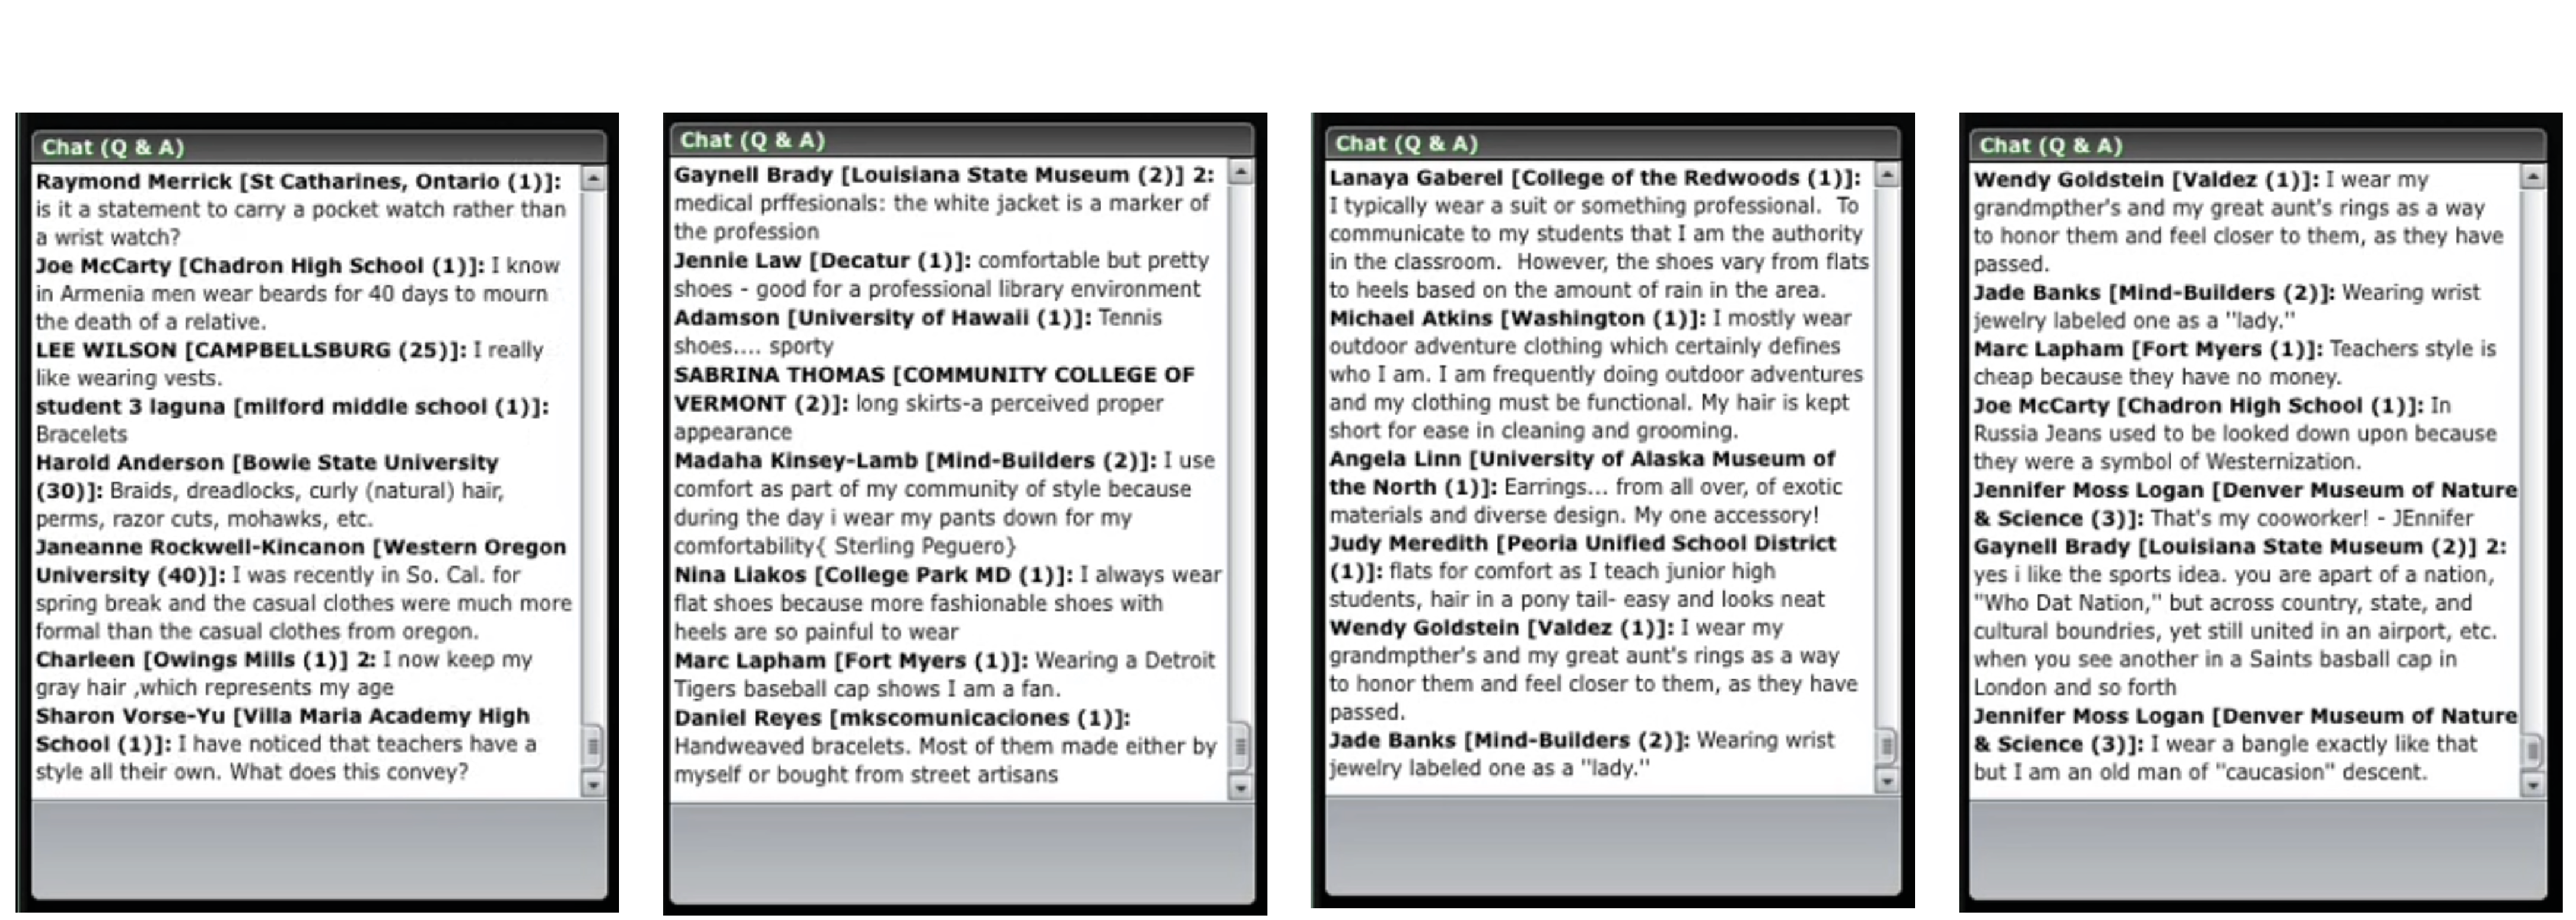 Chat (Q & A)
Raymond Merrick [St Catharines, Ontario (1)]:
is it a statement to carry a pocket watch rather than
a wrist watch?
Joe McCarty [Chadron High School (1)]: I know
in Armenia men wear beards for 40 days to mourn
the death of a relative.
LEE WILSON [CAMPBELLSBURG (25)]: I really
like wearing vests.
student 3 laguna [milford middle school (1)]:
Bracelets
Harold Anderson [Bowie State University
(30)]: Braids, dreadlocks, curly (natural) hair,
perms, razor cuts, mohawks, etc.
Janeanne Rockwell-Kincanon [Western Oregon
University (40)]: I was recently in So. Cal. for
spring break and the casual clothes were much more
formal than the casual clothes from oregon.
Charleen [Owings Mills (1)] 2: I now keep my
gray hair ,which represents my age
Sharon Vorse-Yu [Villa Maria Academy High
School (1)]: I have noticed that teachers have a
style all their own. What does this convey?
Chat (Q & A)
Gaynell Brady [Louisiana State Museum (2)] 2:
medical prffesionals: the white jacket is a marker of
the profession
Jennie Law [Decatur (1)]: comfortable but pretty
shoes - good for a professional library environment
Adamson [University of Hawaii (1)]: Tennis
shoes.... sporty
SABRINA THOMAS [COMMUNITY COLLEGE OF
VERMONT (2)]: long skirts-a perceived proper
appearance
Madaha Kinsey-Lamb [Mind-Builders (2)]: I use
comfort as part of my community of style because
during the day i wear my pants down for my
comfortability{ Sterling Peguero}
Nina Liakos [College Park MD (1)]: I always wear
flat shoes because more fashionable shoes with
heels are so painful to wear
Marc Lapham [Fort Myers (1)]: Wearing a Detroit
Tigers baseball cap shows I am a fan.
Daniel Reyes [mkscomunicaciones (1)]:
Handweaved bracelets. Most of them made either by
myself or bought from street artisans
Chat (Q & A)
Lanaya Gaberel [College of the Redwoods (1)]:
I typically wear a suit or something professional.  To
communicate to my students that I am the authority
in the classroom.  However, the shoes vary from flats
to heels based on the amount of rain in the area.
Michael Atkins [Washington (1)]: I mostly wear
outdoor adventure clothing which certainly defines
who I am. I am frequently doing outdoor adventures
and my clothing must be functional. My hair is kept
short for ease in cleaning and grooming.
Angela Linn [University of Alaska Museum of
the North (1)]: Earrings... from all over, of exotic
materials and diverse design. My one accessory!
Judy Meredith [Peoria Unified School District
(1)]: flats for comfort as I teach junior high
students, hair in a pony tail- easy and looks neat
Wendy Goldstein [Valdez (1)]: I wear my
grandmpther's and my great aunt's rings as a way
to honor them and feel closer to them, as they have
passed.
Jade Banks [Mind-Builders (2)]: Wearing wrist
jewelry labeled one as a "lady."
Chat (Q & A)
Wendy Goldstein [Valdez (1)]: I wear my
grandmpther's and my great aunt's rings as a way
to honor them and feel closer to them, as they have
passed.
Jade Banks [Mind-Builders (2)]: Wearing wrist
jewelry labeled one as a "lady."
Marc Lapham [Fort Myers (1)]: Teachers style is
cheap because they have no money.
Joe McCarty [Chadron High School (1)]: In
Russia Jeans used to be looked down upon because
they were a symbol of Westernization.
Jennifer Moss Logan [Denver Museum of Nature
& Science (3)]: That's my cooworker! - JEnnifer
Gaynell Brady [Louisiana State Museum (2)] 2:
yes i like the sports idea. you are apart of a nation,
"Who Dat Nation," but across country, state, and
cultural boundries, yet still united in an airport, etc.
when you see another in a Saints basball cap in
London and so forth
Jennifer Moss Logan [Denver Museum of Nature
& Science (3)]: I wear a bangle exactly like that
but I am an old man of "caucasion" descent.